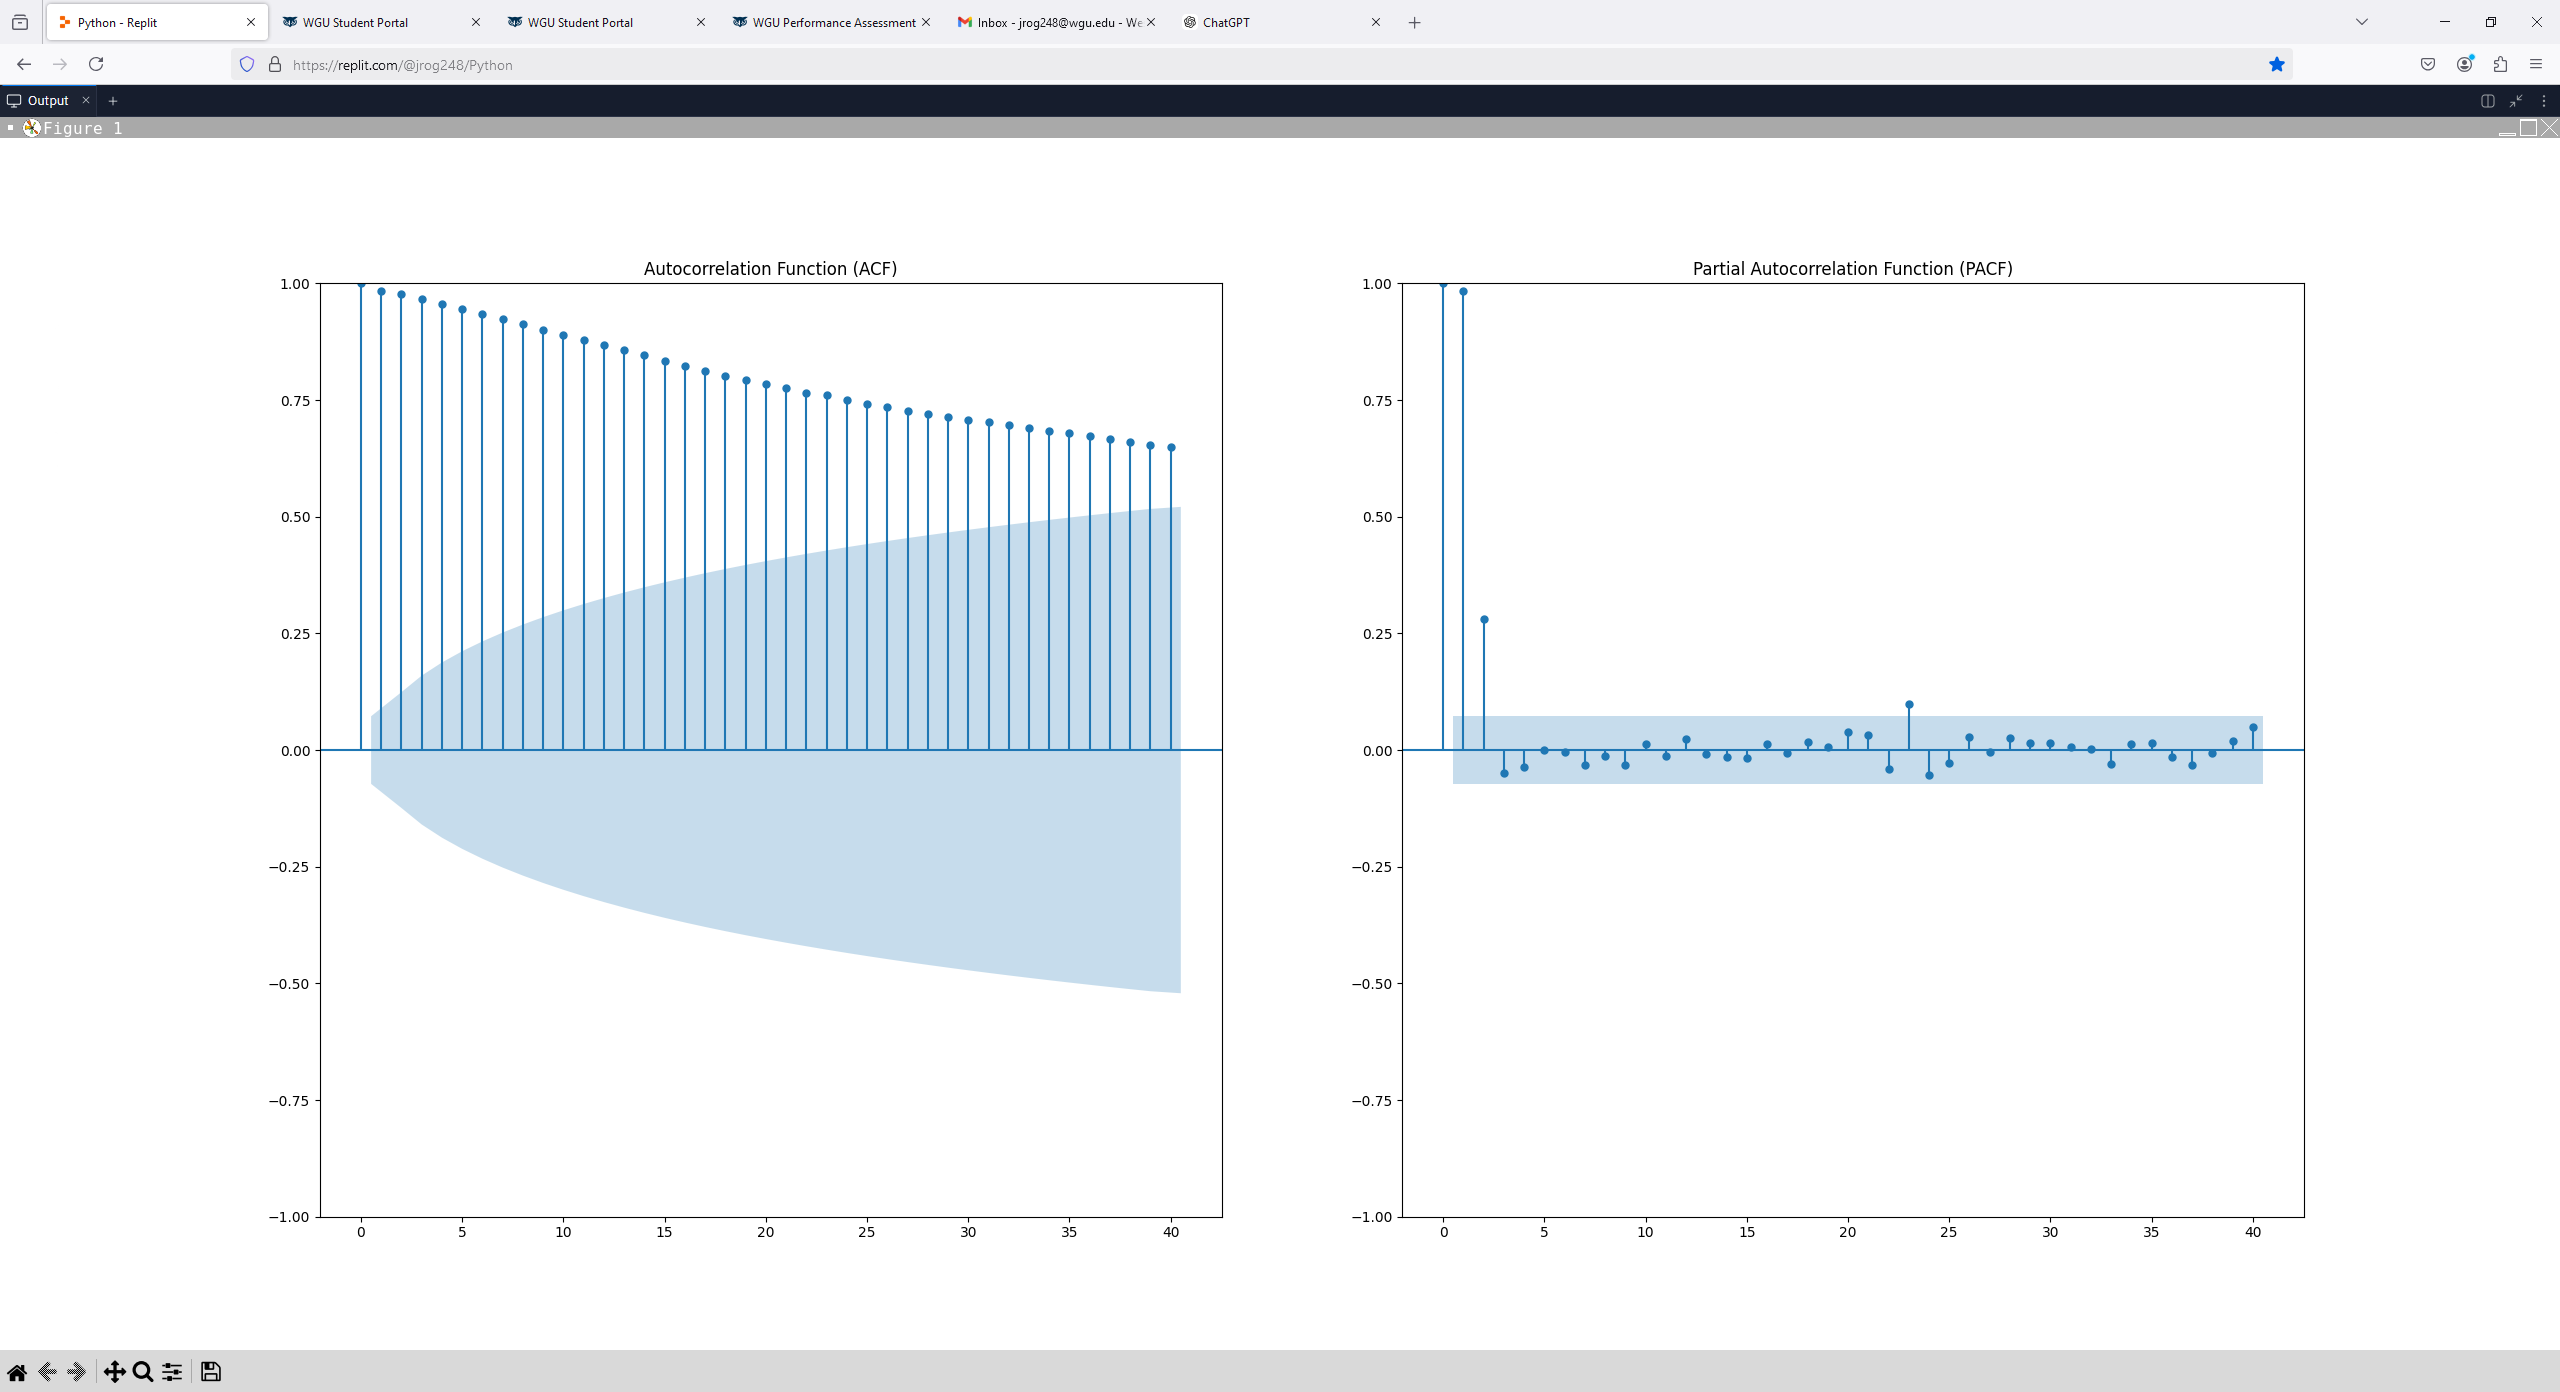 Python - Replit
WGU Student Portal
WGU Student Portal
WGU Performance Assessment
Inbox - jrog248@wgu.edu - We
ChatGPT
https://replit.com/@jrog248/Python
Output
Figure 1
Autocorrelation Function (ACF)
1.00
0.75
0.50
0.25
0.00
−0.25
−0.50
−0.75
−1.00
0 5 10 15 20 25 30 35 40
Partial Autocorrelation Function (PACF)
1.00
0.75
0.50
0.25
0.00
−0.25
−0.50
−0.75
−1.00
0 5 10 15 20 25 30 35 40